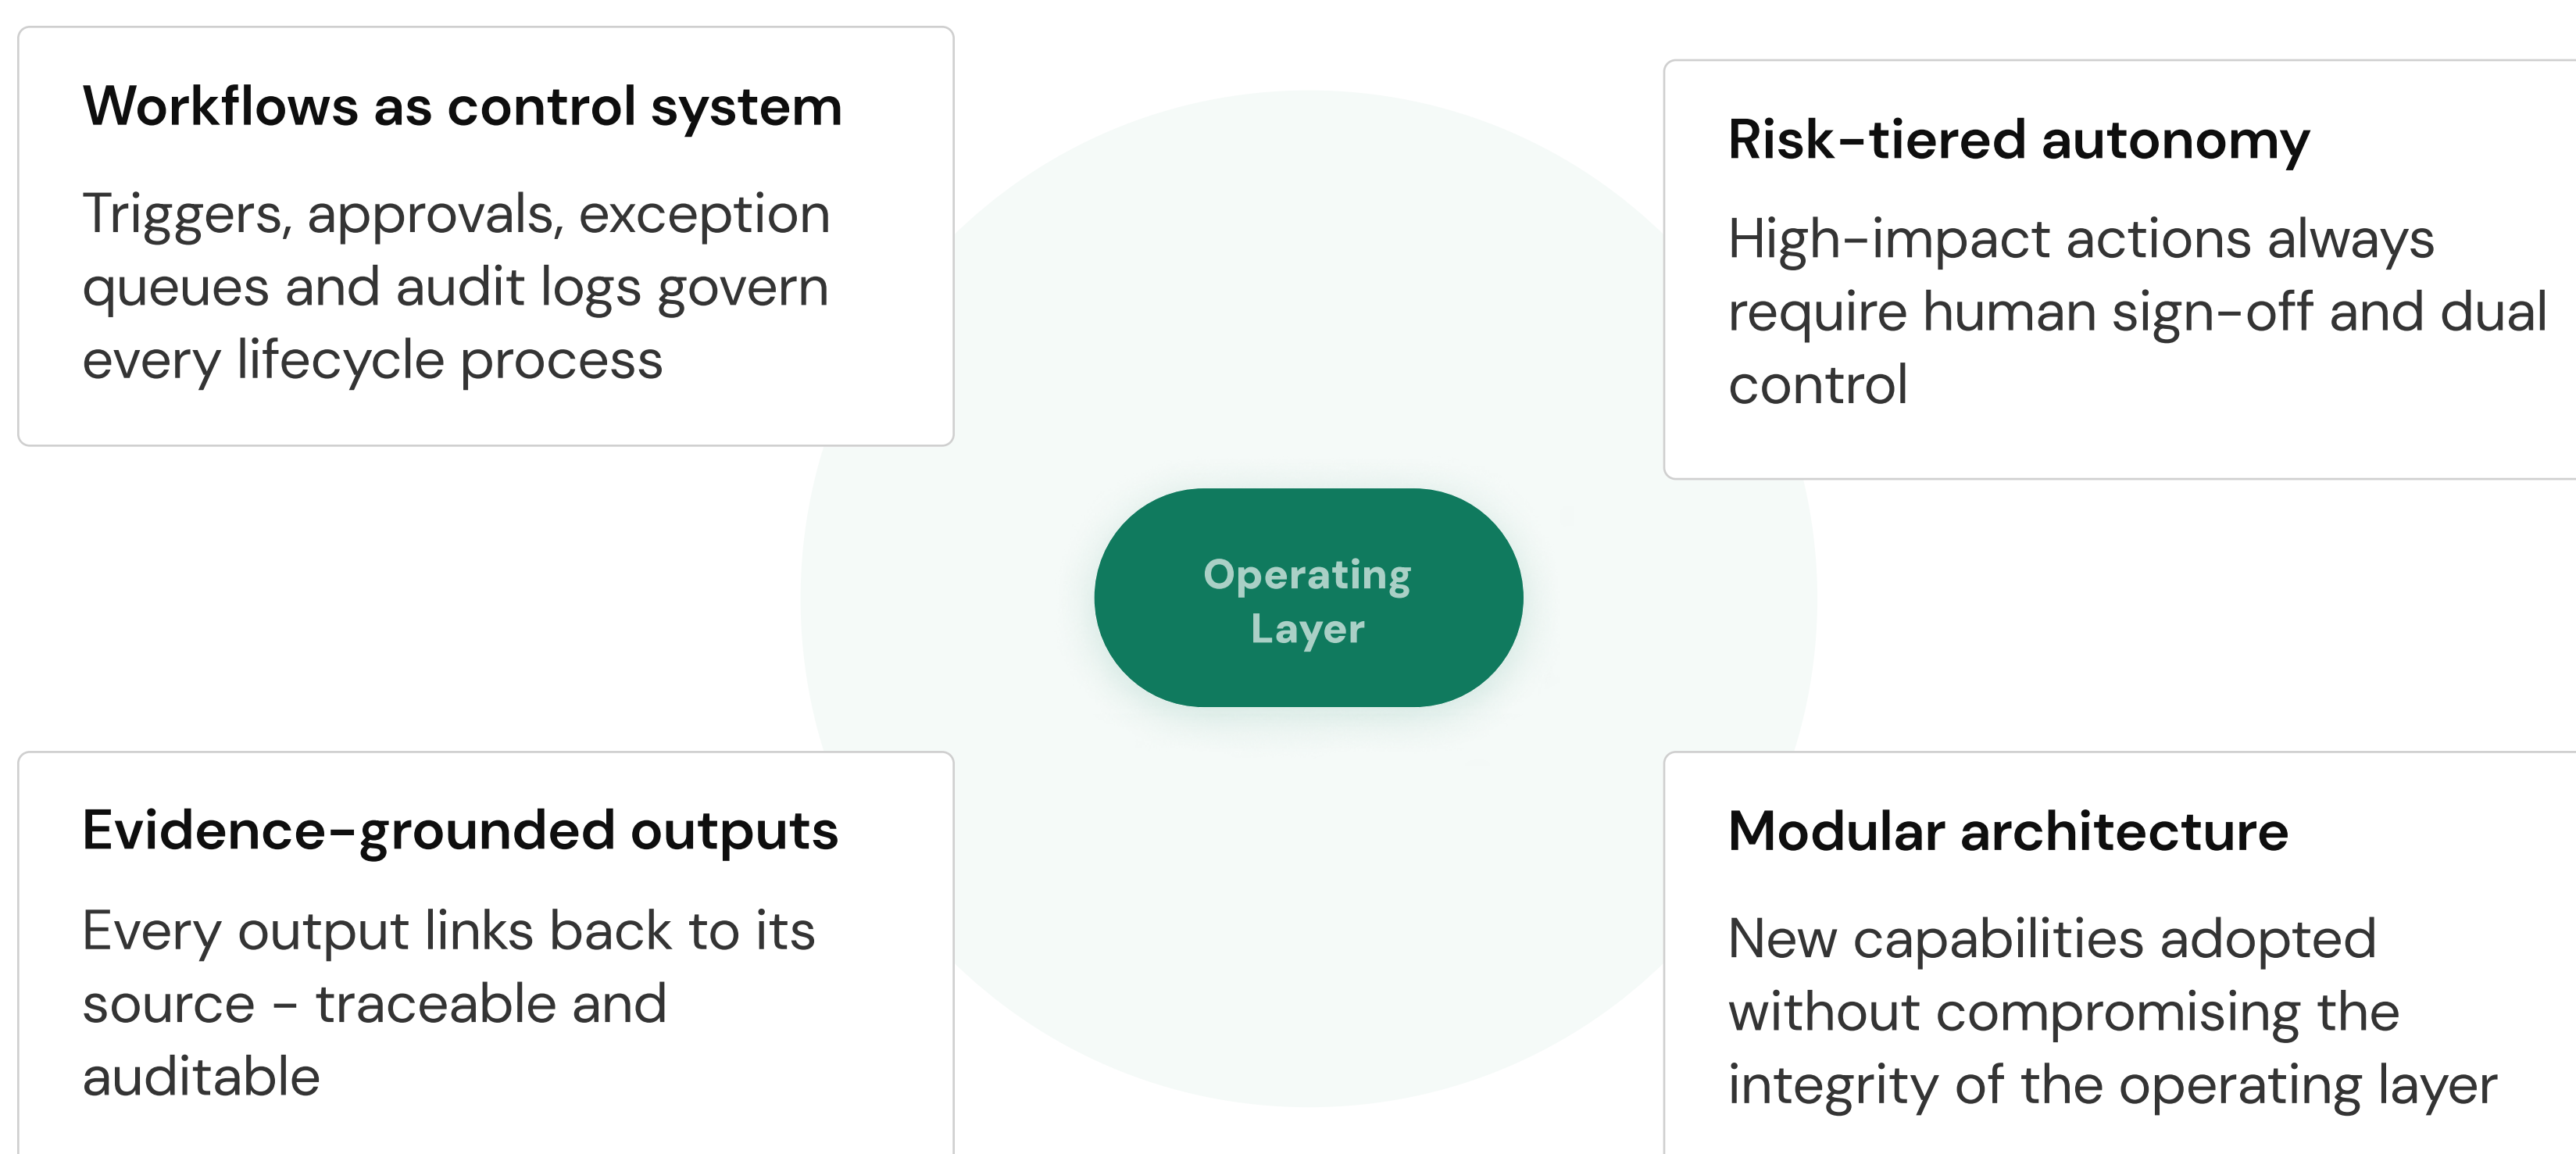 Workflows as control system
Triggers, approvals, exception
queues and audit logs govern
every lifecycle process
Risk-tiered autonomy
High-impact actions always
require human sign-off and dual
control
Operating
Layer
Evidence-grounded outputs
Every output links back to its
source - traceable and
auditable
Modular architecture
New capabilities adopted
without compromising the
integrity of the operating layer